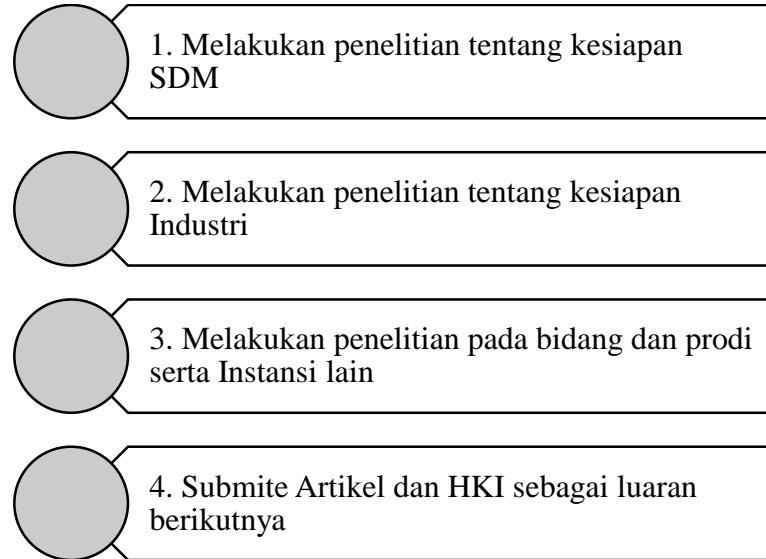 1. Melakukan penelitian tentang kesiapan
SDM
2. Melakukan penelitian tentang kesiapan
Industri
3. Melakukan penelitian pada bidang dan prodi
serta Instansi lain
4. Submite Artikel dan HKI sebagai luaran
berikutnya